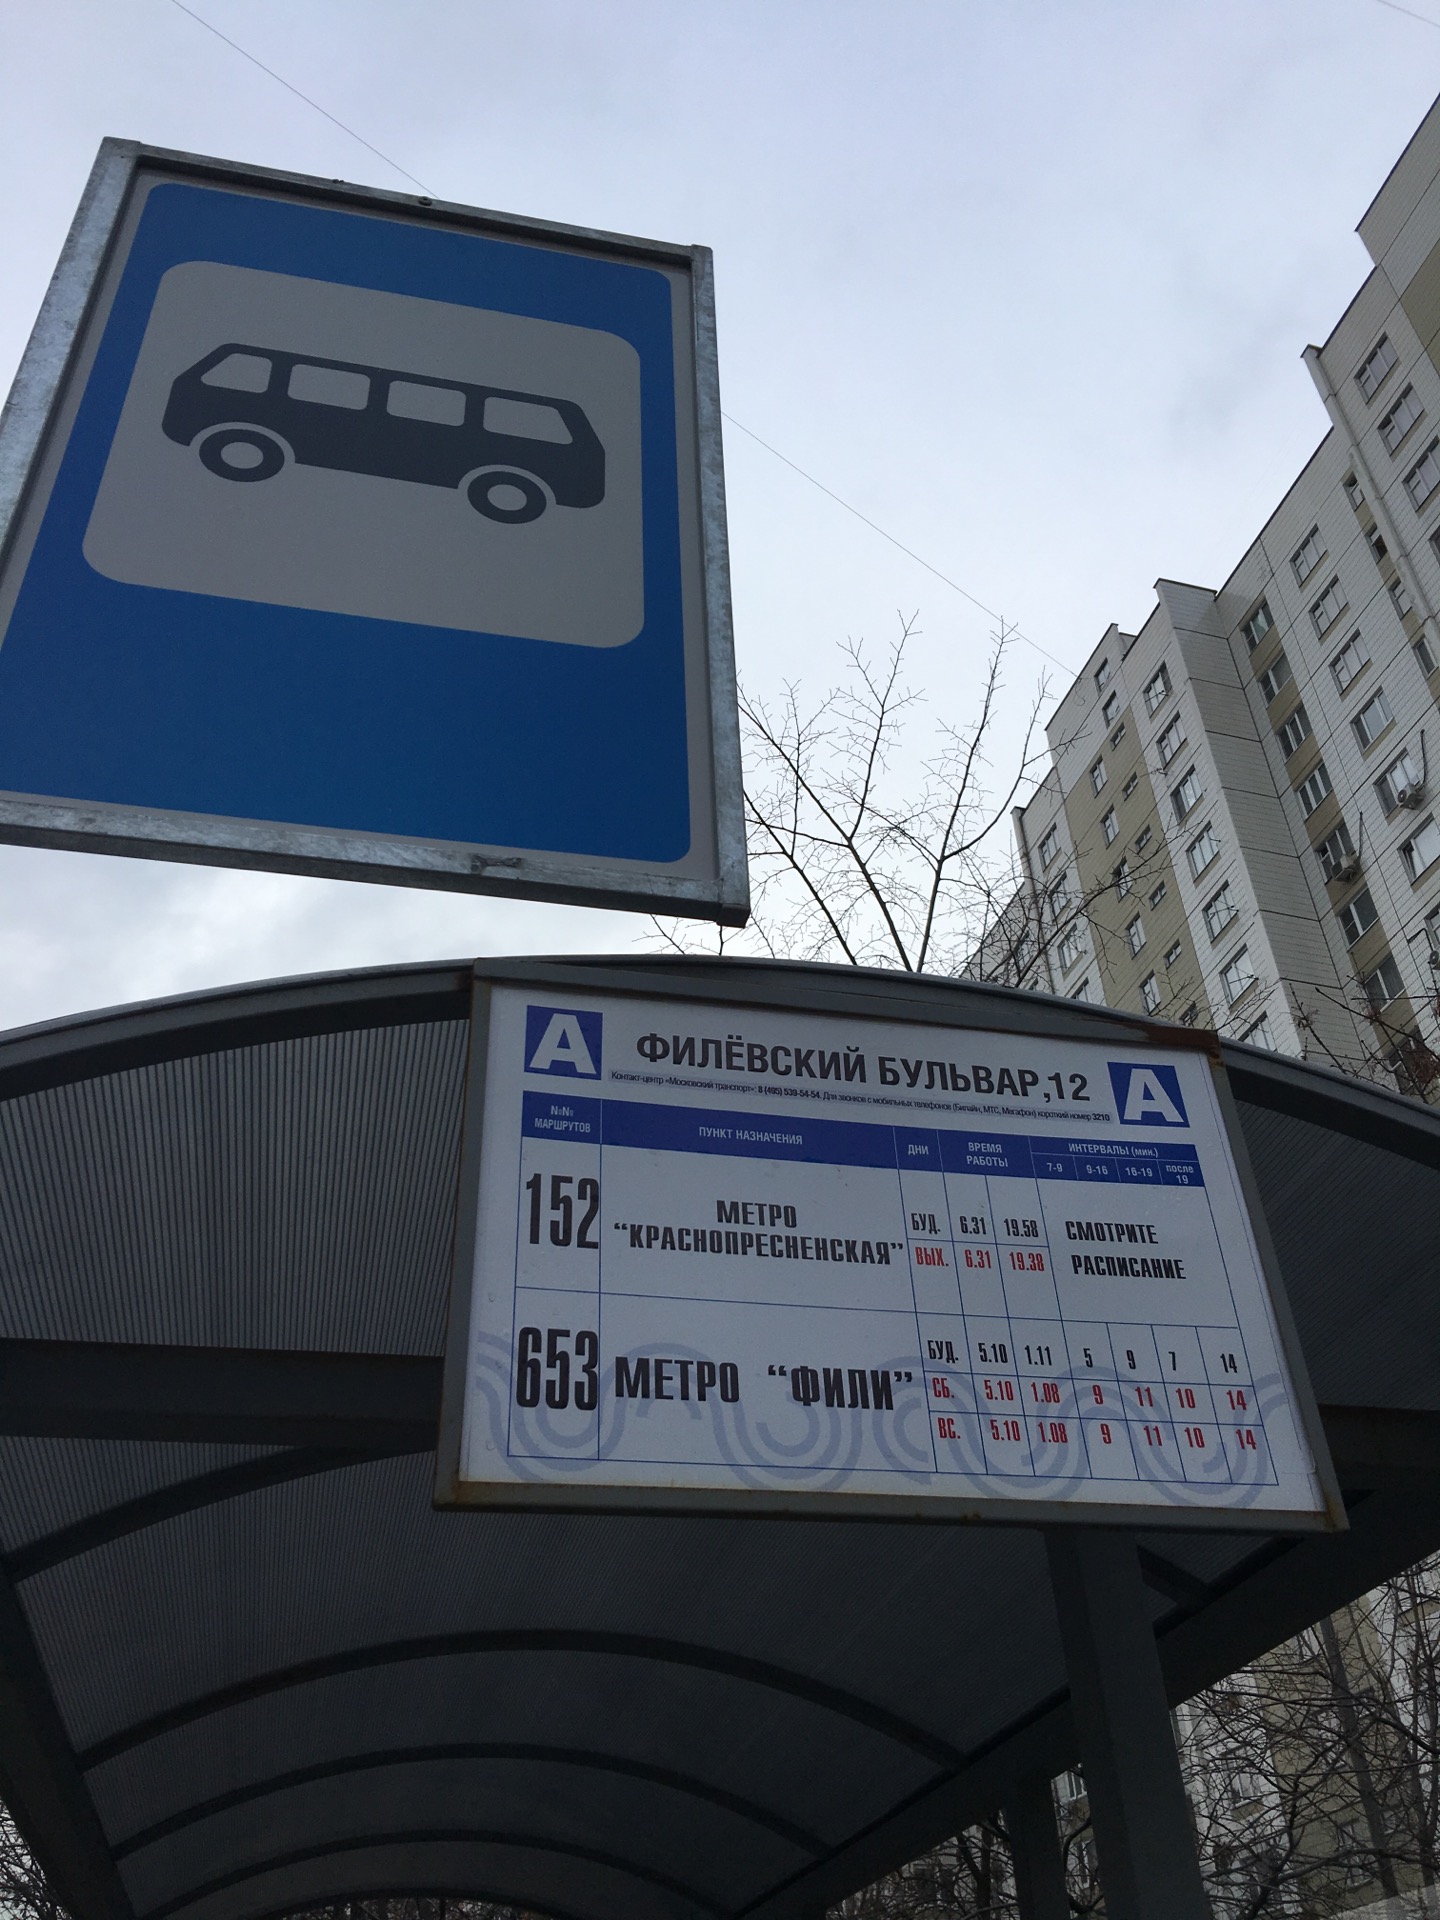 А ФИЛЁВСКИЙ БУЛЬВАР,12 А
Контакт-центр «Московский транспорт»: 8 (495) 539-54-54. Для звонков с мобильных телефонов (Билайн, МТС, Мегафон) короткий номер 3210
№№ МАРШРУТОВ ПУНКТ НАЗНАЧЕНИЯ ДНИ ВРЕМЯ РАБОТЫ ИНТЕРВАЛЫ (мин.)
7-9 9-16 16-19 после 19
152 МЕТРО
"КРАСНОПРЕСНЕНСКАЯ"
БУД. 6.31 19.58 СМОТРИТЕ
ВЫХ. 6.31 19.38 РАСПИСАНИЕ
653 МЕТРО "ФИЛИ"
БУД. 5.10 1.11 5 9 7 14
СБ. 5.10 1.08 9 11 10 14
ВС. 5.10 1.08 9 11 10 14